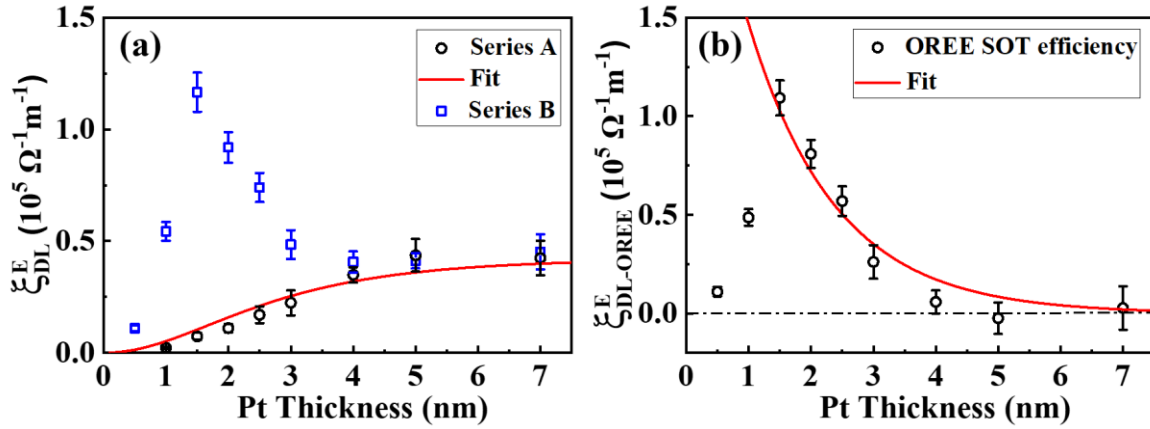 (a)
Series A
Fit
Series B
ξ^E_DL (10^5 Ω^-1m^-1)
1.5
1.0
0.5
0.0
0 1 2 3 4 5 6 7
Pt Thickness (nm)
(b)
OREE SOT efficiency
Fit
ξ^E_DL-OREE (10^5 Ω^-1m^-1)
1.5
1.0
0.5
0.0
0 1 2 3 4 5 6 7
Pt Thickness (nm)